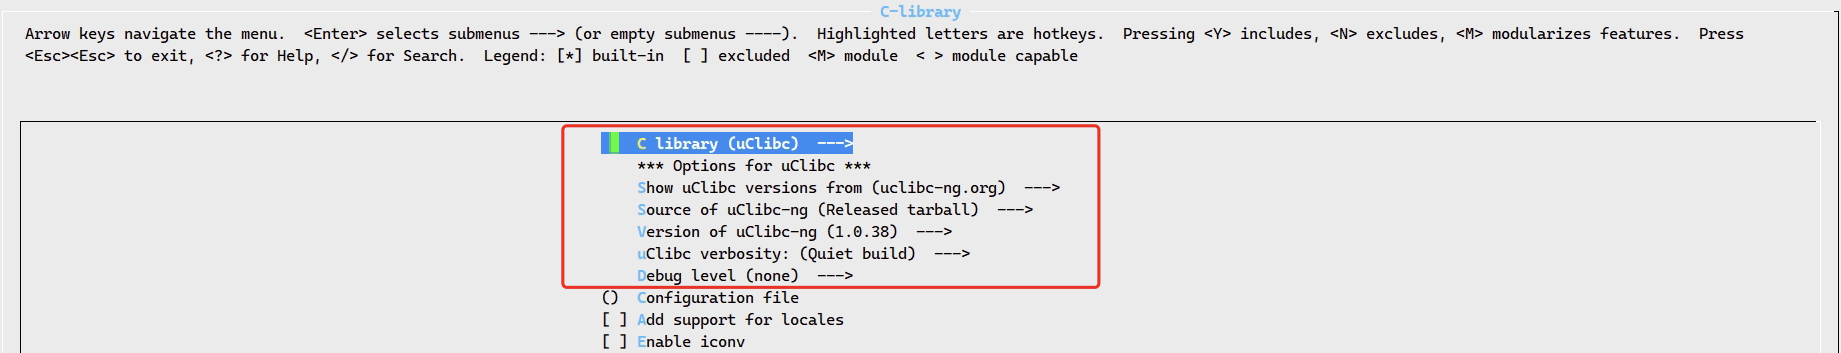 C-library
Arrow keys navigate the menu.  <Enter> selects submenus ---> (or empty submenus ----).  Highlighted letters are hotkeys.  Pressing <Y> includes, <N> excludes, <M> modularizes features.  Press
<Esc><Esc> to exit, <?> for Help, </> for Search.  Legend: [*] built-in  [ ] excluded  <M> module  < > module capable
C library (uClibc)  --->
*** Options for uClibc ***
Show uClibc versions from (uclibc-ng.org)  --->
Source of uClibc-ng (Released tarball)  --->
Version of uClibc-ng (1.0.38)  --->
uClibc verbosity: (Quiet build)  --->
Debug level (none)  --->
()  Configuration file
[ ] Add support for locales
[ ] Enable iconv